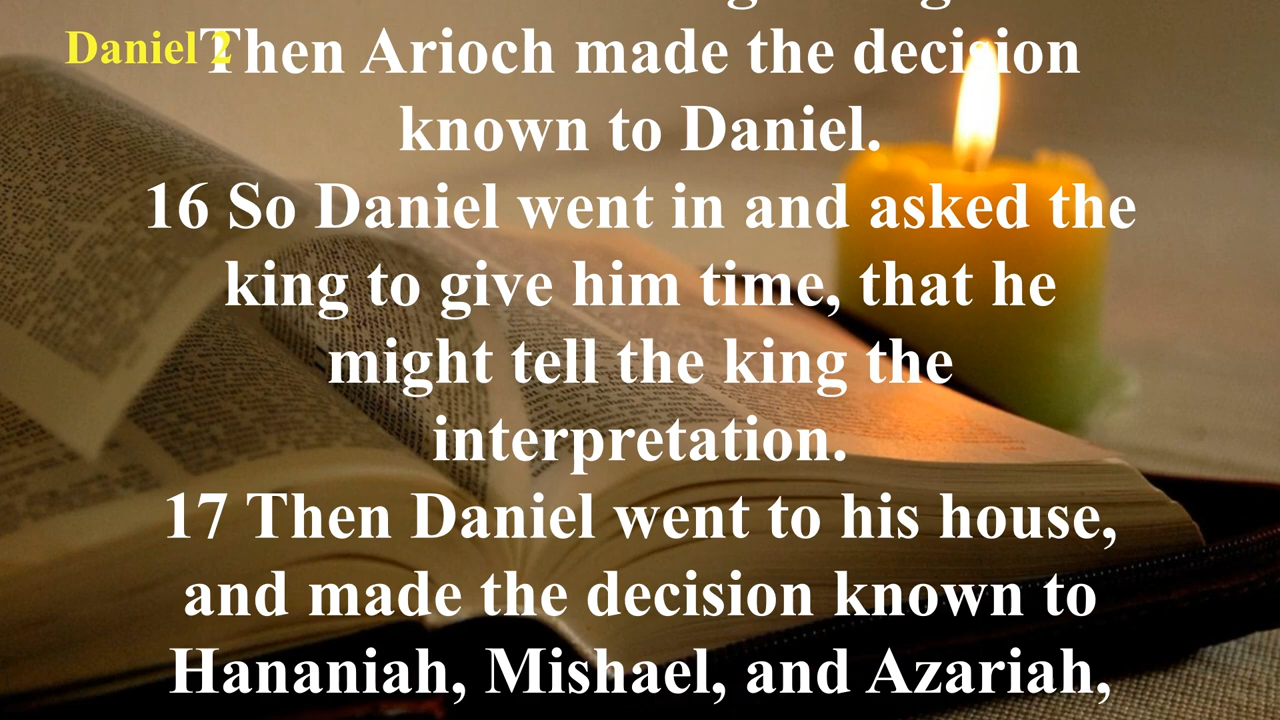 Daniel 2
Then Arioch made the decision
known to Daniel.
16 So Daniel went in and asked the
king to give him time, that he
might tell the king the
interpretation.
17 Then Daniel went to his house,
and made the decision known to
Hananiah, Mishael, and Azariah,